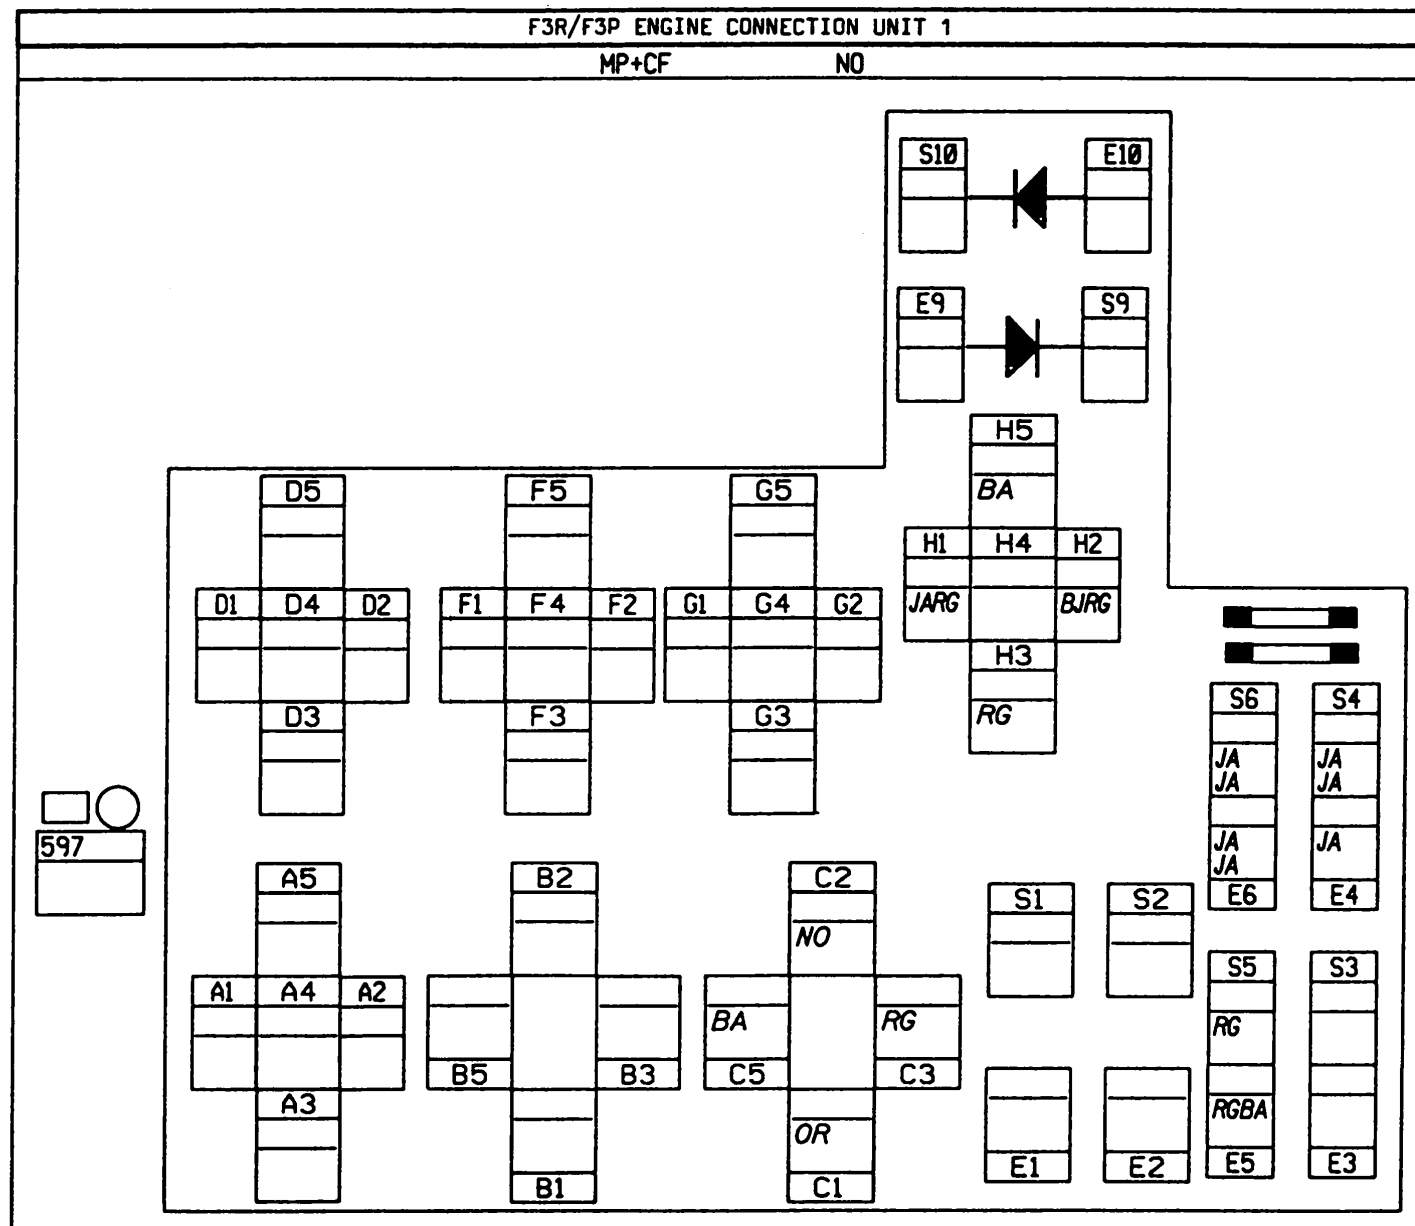 F3R/F3P ENGINE CONNECTION UNIT 1
MP+CF NO
S10 E10
E9 S9
H5
BA
H1 H4 H2
JARG BJRG
H3
RG
D5 F5 G5
D1 D4 D2 F1 F4 F2 G1 G4 G2
D3 F3 G3
S6 S4
JA JA
JA JA
JA JA
JA
E6 E4
597
A5 B2 C2
NO
S1 S2
A1 A4 A2
BA RG
B5 B3 C5 C3
S5 S3
RG
RGBA
A3
OR
B1 C1
E1 E2 E5 E3